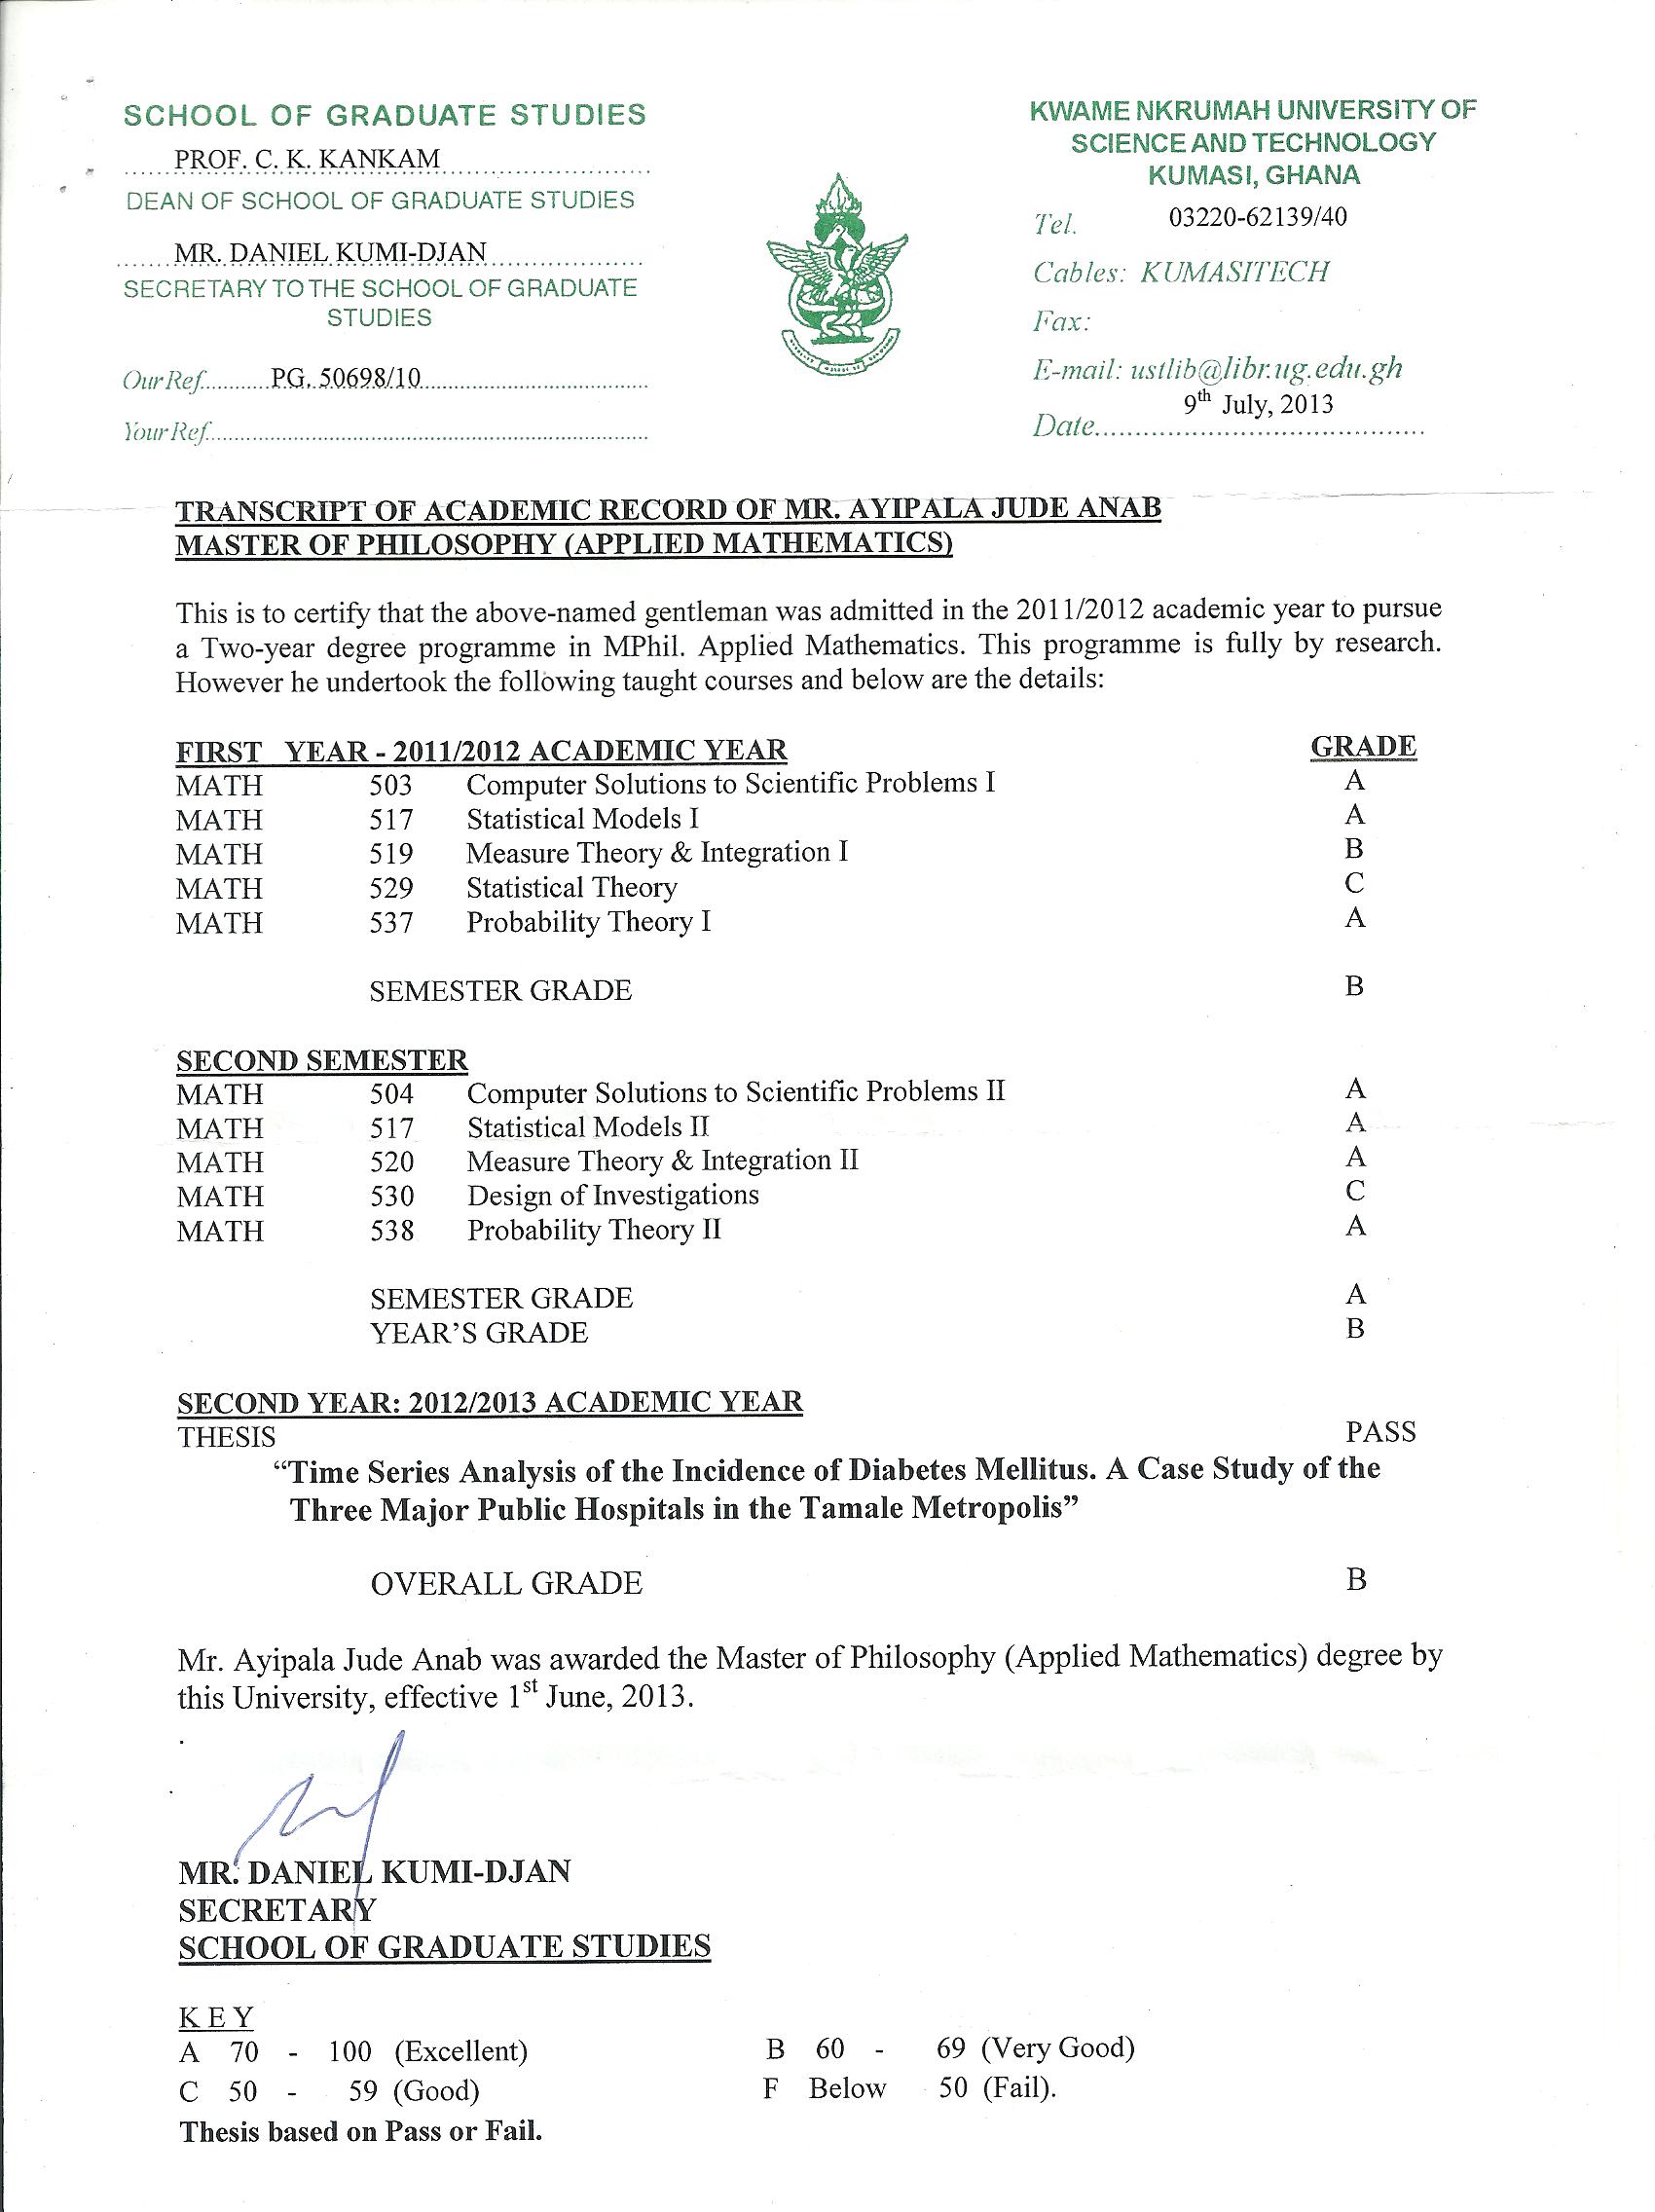 SCHOOL OF GRADUATE STUDIES
PROF. C. K. KANKAM
DEAN OF SCHOOL OF GRADUATE STUDIES
MR. DANIEL KUMI-DJAN
SECRETARY TO THE SCHOOL OF GRADUATE
STUDIES
Our Ref..........PG. 50698/10
Your Ref
KWAME NKRUMAH UNIVERSITY OF
SCIENCE AND TECHNOLOGY
KUMASI, GHANA
Tel. 03220-62139/40
Cables: KUMASITECH
Fax:
E-mail: ustlib@libr.ug.edu.gh
9th July, 2013
Date
TRANSCRIPT OF ACADEMIC RECORD OF MR. AYIPALA JUDE ANAB
MASTER OF PHILOSOPHY (APPLIED MATHEMATICS)
This is to certify that the above-named gentleman was admitted in the 2011/2012 academic year to pursue
a Two-year degree programme in MPhil. Applied Mathematics. This programme is fully by research.
However he undertook the following taught courses and below are the details:
FIRST YEAR - 2011/2012 ACADEMIC YEAR GRADE
MATH 503 Computer Solutions to Scientific Problems I A
MATH 517 Statistical Models I A
MATH 519 Measure Theory & Integration I B
MATH 529 Statistical Theory C
MATH 537 Probability Theory I A
SEMESTER GRADE B
SECOND SEMESTER
MATH 504 Computer Solutions to Scientific Problems II A
MATH 517 Statistical Models II A
MATH 520 Measure Theory & Integration II A
MATH 530 Design of Investigations C
MATH 538 Probability Theory II A
SEMESTER GRADE A
YEAR'S GRADE B
SECOND YEAR: 2012/2013 ACADEMIC YEAR
THESIS PASS
“Time Series Analysis of the Incidence of Diabetes Mellitus. A Case Study of the
Three Major Public Hospitals in the Tamale Metropolis”
OVERALL GRADE B
Mr. Ayipala Jude Anab was awarded the Master of Philosophy (Applied Mathematics) degree by
this University, effective 1st June, 2013.
MR. DANIEL KUMI-DJAN
SECRETARY
SCHOOL OF GRADUATE STUDIES
K E Y
A 70 - 100 (Excellent) B 60 - 69 (Very Good)
C 50 - 59 (Good) F Below 50 (Fail).
Thesis based on Pass or Fail.